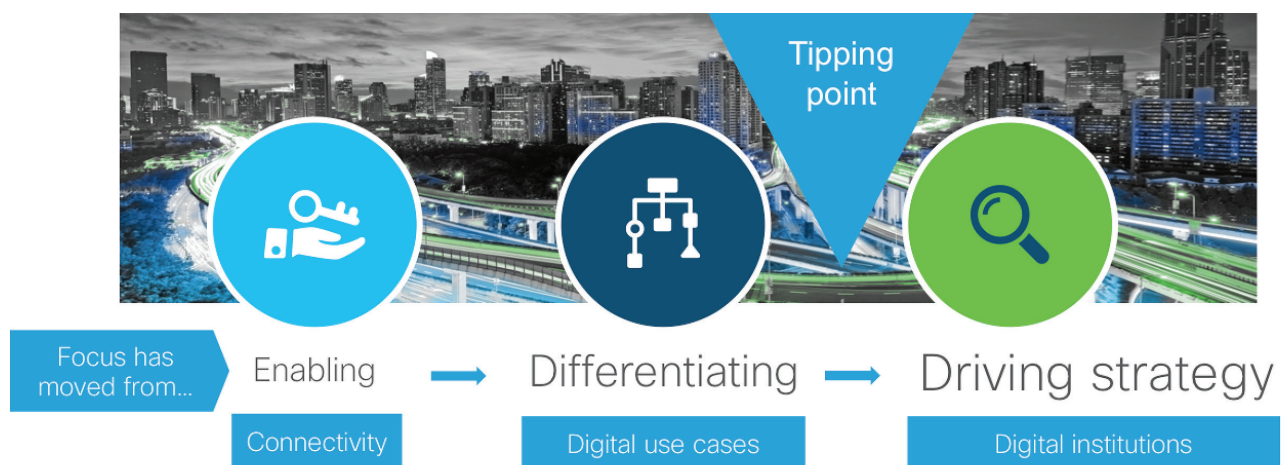 Tipping
point
Focus has
moved from...
Enabling
Differentiating
Driving strategy
Connectivity
Digital use cases
Digital institutions